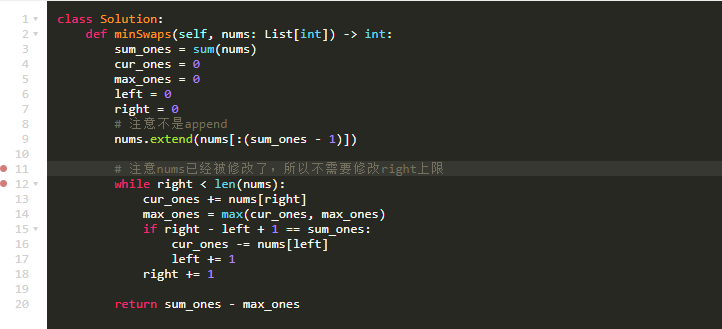 1 class Solution:
2     def minSwaps(self, nums: List[int]) -> int:
3         sum_ones = sum(nums)
4         cur_ones = 0
5         max_ones = 0
6         left = 0
7         right = 0
8         # 注意不是append
9         nums.extend(nums[:(sum_ones - 1)])
10
11         # 注意nums已经被修改了，所以不需要修改right上限
12         while right < len(nums):
13             cur_ones += nums[right]
14             max_ones = max(cur_ones, max_ones)
15             if right - left + 1 == sum_ones:
16                 cur_ones -= nums[left]
17                 left += 1
18             right += 1
19
20         return sum_ones - max_ones